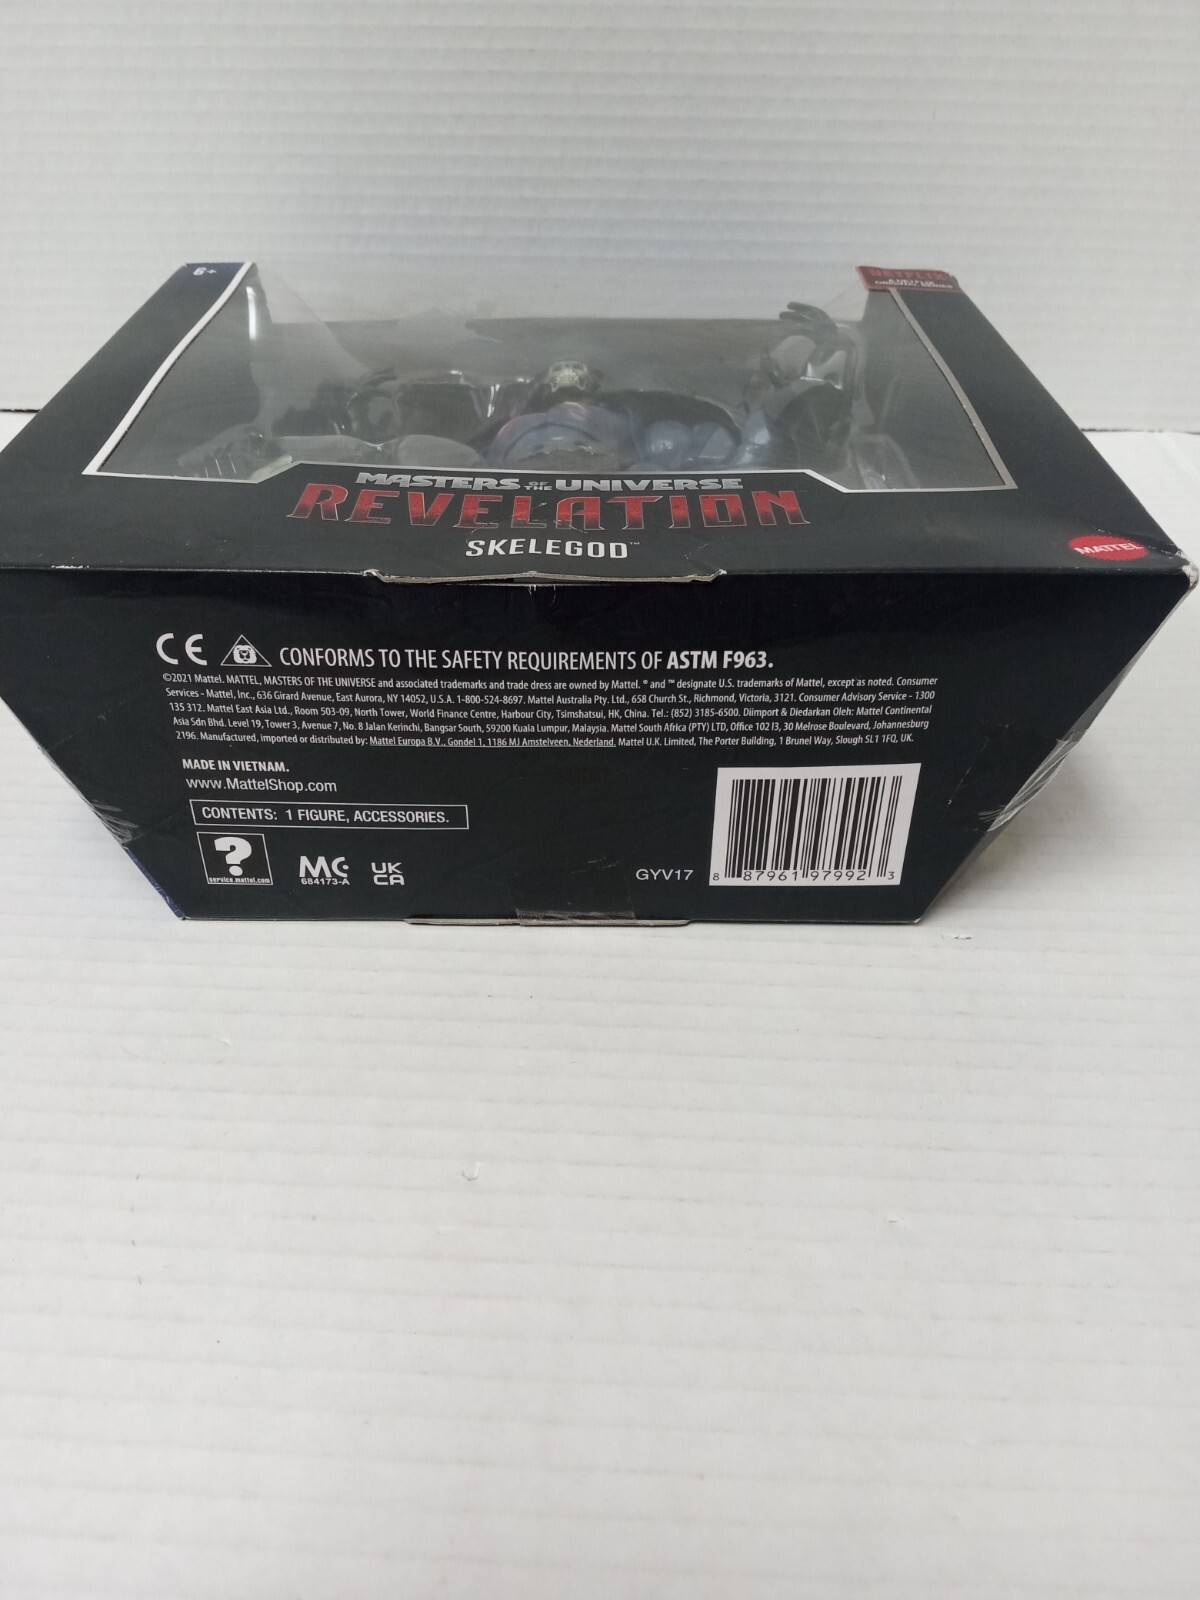 6+
NETFLIX
A NETFLIX
ORIGINAL SERIES
MASTERS OF THE UNIVERSE
REVELATION
SKELEGOD™
MATTEL
CE CONFORMS TO THE SAFETY REQUIREMENTS OF ASTM F963.
©2021 Mattel. MATTEL, MASTERS OF THE UNIVERSE and associated trademarks and trade dress are owned by Mattel. ® and ™ designate U.S. trademarks of Mattel, except as noted. Consumer
Services - Mattel, Inc., 636 Girard Avenue, East Aurora, NY 14052, U.S.A. 1-800-524-8697. Mattel Australia Pty. Ltd., 658 Church St., Richmond, Victoria, 3121. Consumer Advisory Service - 1300
135 312. Mattel East Asia Ltd., Room 503-09, North Tower, World Finance Centre, Harbour City, Tsimshatsui, HK, China. Tel.: (852) 3185-6500. Diimport & Diedarkan Oleh: Mattel Continental
Asia Sdn Bhd. Level 19, Tower 3, Avenue 7, No. 8 Jalan Kerinchi, Bangsar South, 59200 Kuala Lumpur, Malaysia. Mattel South Africa (PTY) LTD, Office 102I3, 30 Melrose Boulevard, Johannesburg
2196. Manufactured, imported or distributed by: Mattel Europa B.V., Gondel 1, 1186 MJ Amstelveen, Nederland. Mattel U.K. Limited, The Porter Building, 1 Brunel Way, Slough SL1 1FQ, UK.
MADE IN VIETNAM.
www.MattelShop.com
CONTENTS: 1 FIGURE, ACCESSORIES.
?
service.mattel.com
MC
684173-A
UK
CA
GYV17
8 87961 97992 3